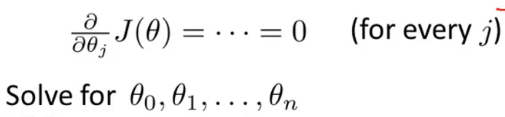 ∂/∂θ_j J(θ) = ⋯ = 0 (for every j)
Solve for θ_0, θ_1, . . . , θ_n